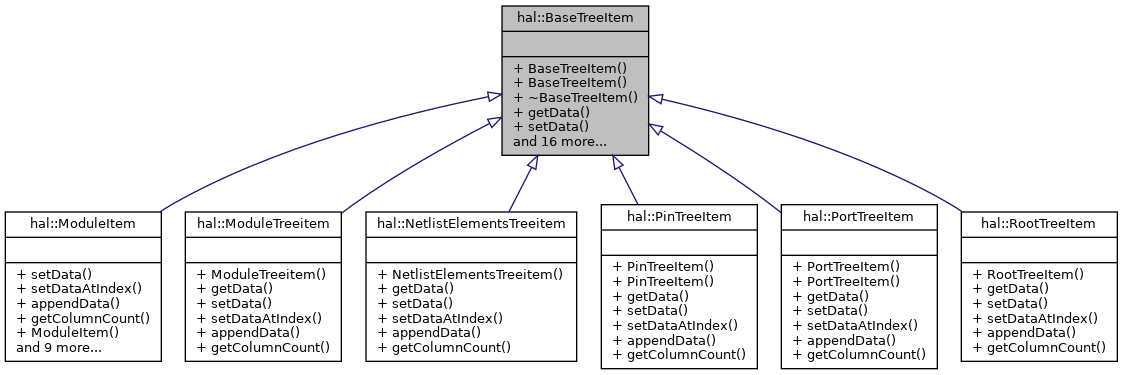 hal::BaseTreeItem
+ BaseTreeItem()
+ BaseTreeItem()
+ ~BaseTreeItem()
+ getData()
+ setData()
and 16 more...
hal::ModuleItem
+ setData()
+ setDataAtIndex()
+ appendData()
+ getColumnCount()
+ ModuleItem()
and 9 more...
hal::ModuleTreeitem
+ ModuleTreeitem()
+ getData()
+ setData()
+ setDataAtIndex()
+ appendData()
+ getColumnCount()
hal::NetlistElementsTreeitem
+ NetlistElementsTreeitem()
+ getData()
+ setData()
+ setDataAtIndex()
+ appendData()
+ getColumnCount()
hal::PinTreeItem
+ PinTreeItem()
+ PinTreeItem()
+ getData()
+ setData()
+ setDataAtIndex()
+ appendData()
+ getColumnCount()
hal::PortTreeItem
+ PortTreeItem()
+ PortTreeItem()
+ getData()
+ setData()
+ setDataAtIndex()
+ appendData()
+ getColumnCount()
hal::RootTreeItem
+ RootTreeItem()
+ getData()
+ setData()
+ setDataAtIndex()
+ appendData()
+ getColumnCount()